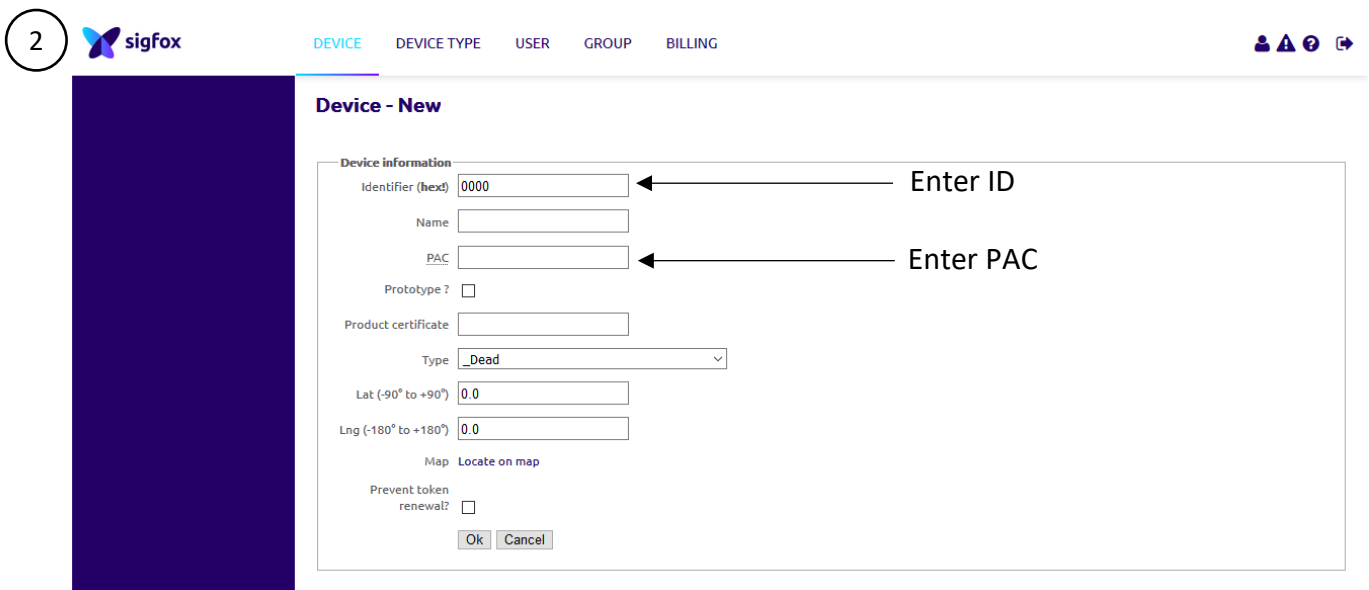 2
sigfox
DEVICE DEVICE TYPE USER GROUP BILLING
Device - New
Device information
Identifier (hex!) 0000 Enter ID
Name
PAC Enter PAC
Prototype ?
Product certificate
Type _Dead
Lat (-90° to +90°) 0.0
Lng (-180° to +180°) 0.0
Map Locate on map
Prevent token
renewal?
Ok Cancel